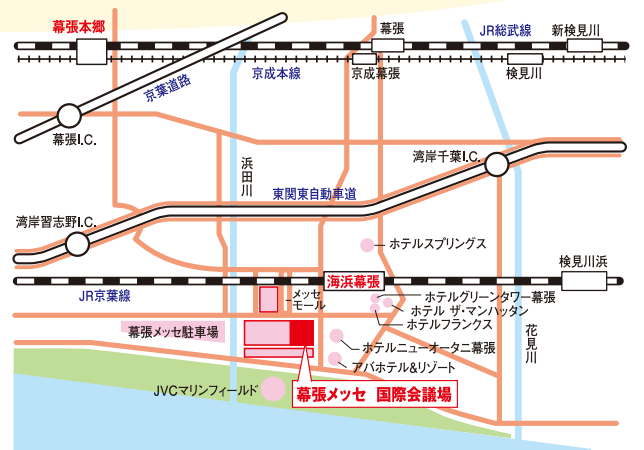 幕張本郷
幕張
JR総武線
新検見川
京葉道路
京成本線
京成幕張
検見川
幕張I.C.
浜田川
湾岸千葉I.C.
東関東自動車道
湾岸習志野I.C.
ホテルスプリングス
海浜幕張
検見川浜
JR京葉線
メッセ
モール
ホテルグリーンタワー幕張
ホテル ザ・マンハッタン
ホテルフランクス
花見川
幕張メッセ駐車場
ホテルニューオータニ幕張
アパホテル&リゾート
JVCマリンフィールド
幕張メッセ 国際会議場